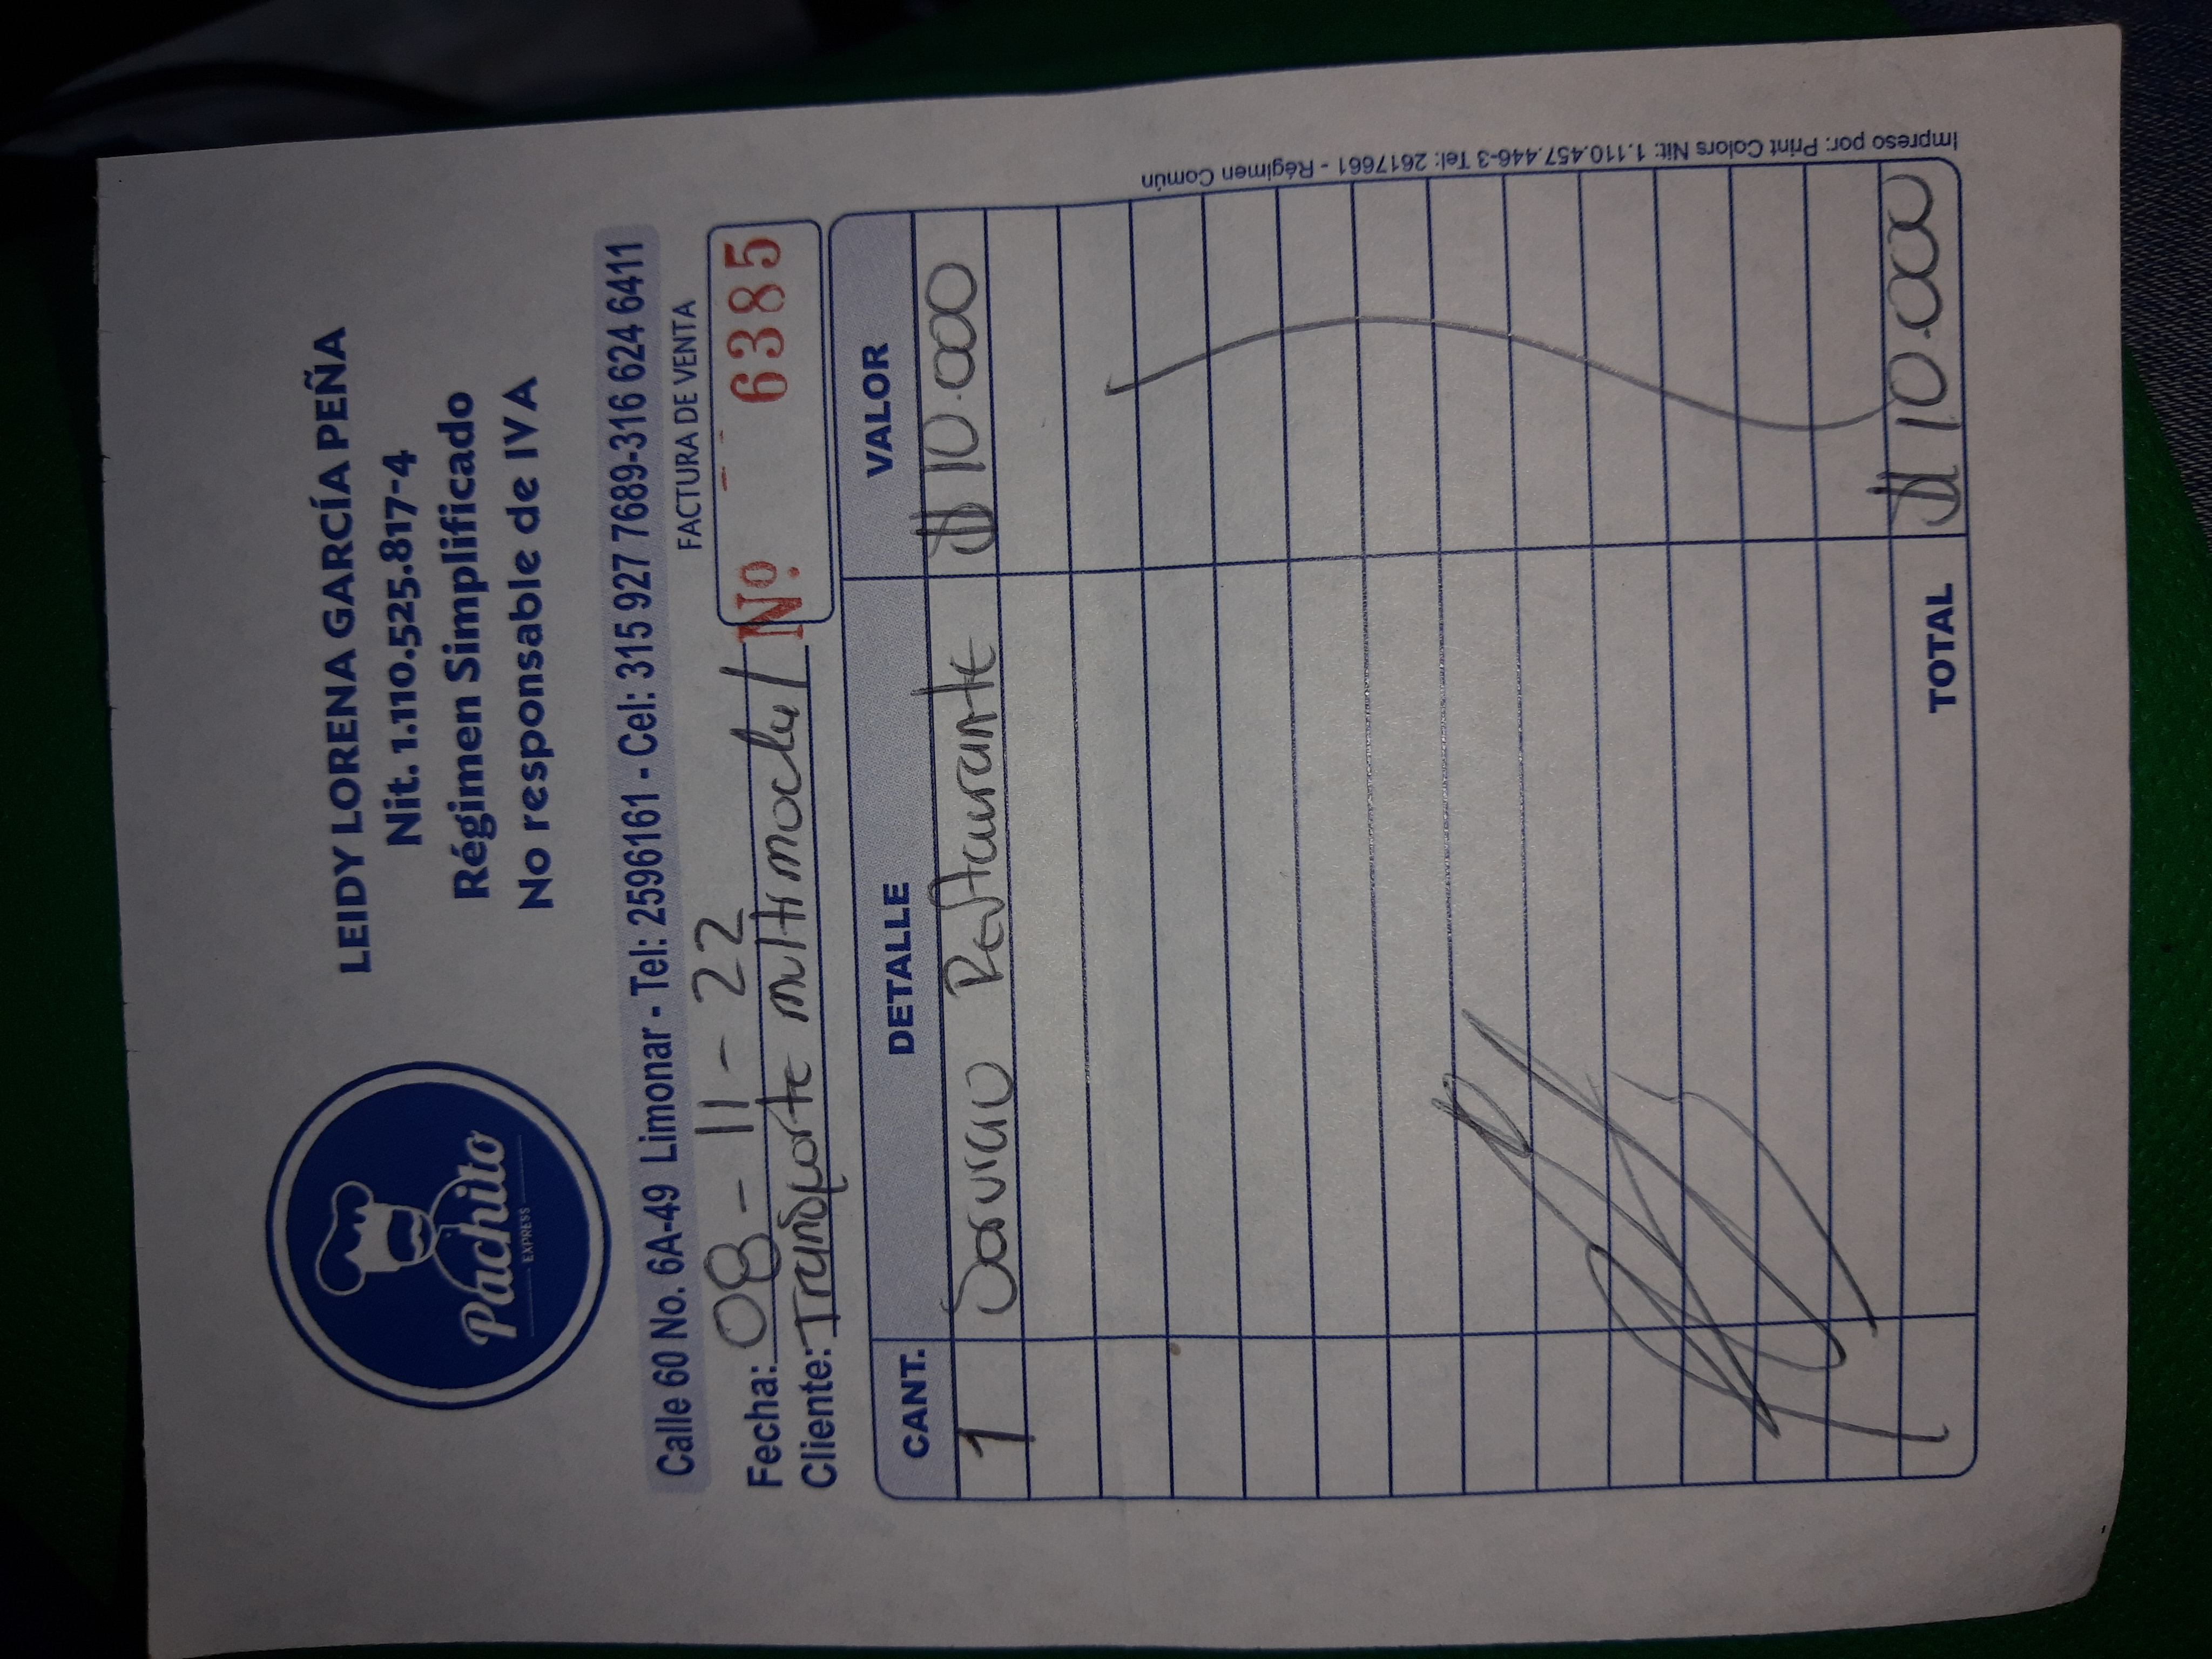 Pachito
EXPRESS
LEIDY LORENA GARCÍA PEÑA
Nit. 1.110.525.817-4
Régimen Simplificado
No responsable de IVA
Calle 60 No. 6A-49 Limonar - Tel: 2596161 - Cel: 315 927 7689-316 624 6411
FACTURA DE VENTA
Fecha: 08-11-22
Nº 6385
Cliente: Transporte multimodal
CANT. DETALLE VALOR
1 Servicio Restaurante $ 10.000
TOTAL $ 10.000
Impreso por: Print Colors Nit: 1.110.457.446-3 Tel: 2617661 - Régimen Común